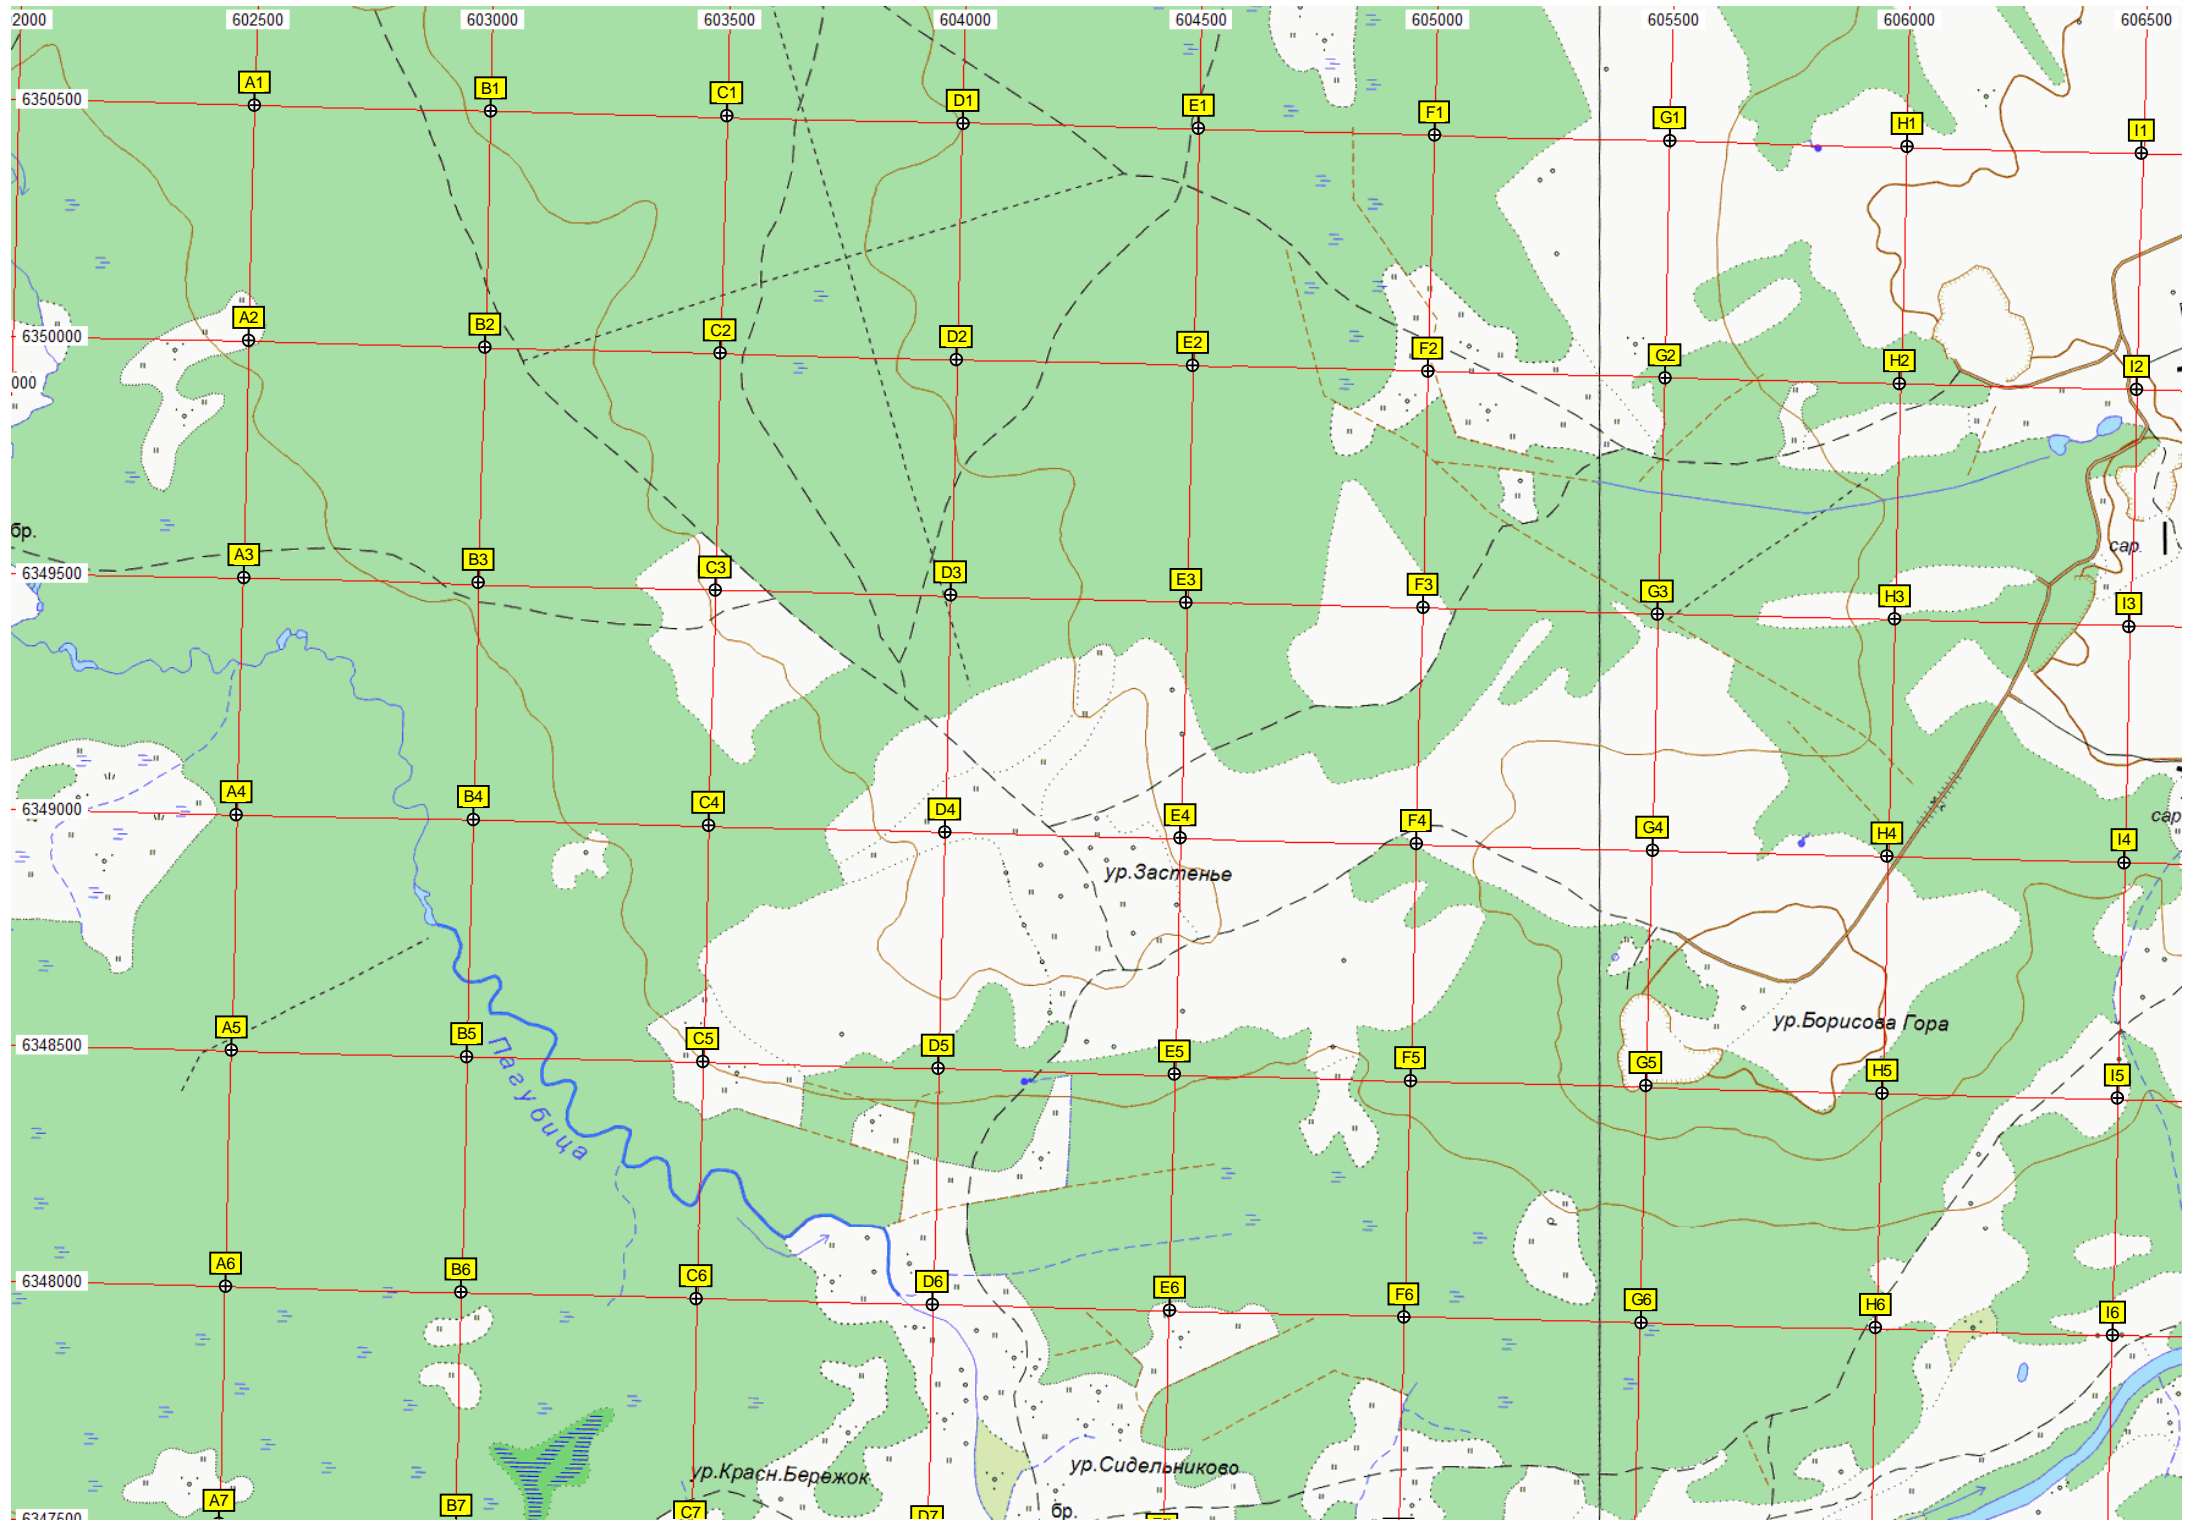 2000 602500 603000 603500 604000 604500 605000 605500 606000 606500
6350500 A1 B1 C1 D1 E1 F1 G1 H1 I1
6350000 A2 B2 C2 D2 E2 F2 G2 H2 I2
000
бр.
сар.
6349500 A3 B3 C3 D3 E3 F3 G3 H3 I3
6349000 A4 B4 C4 D4 E4 F4 G4 H4 I4
сар
ур.Застенье
ур.Борисова Гора
6348500 A5 B5 C5 D5 E5 F5 G5 H5 I5
Пагубица
6348000 A6 B6 C6 D6 E6 F6 G6 H6 I6
ур.Красн.Бережок ур.Сидельниково
бр.
6347500 A7 B7 C7 D7